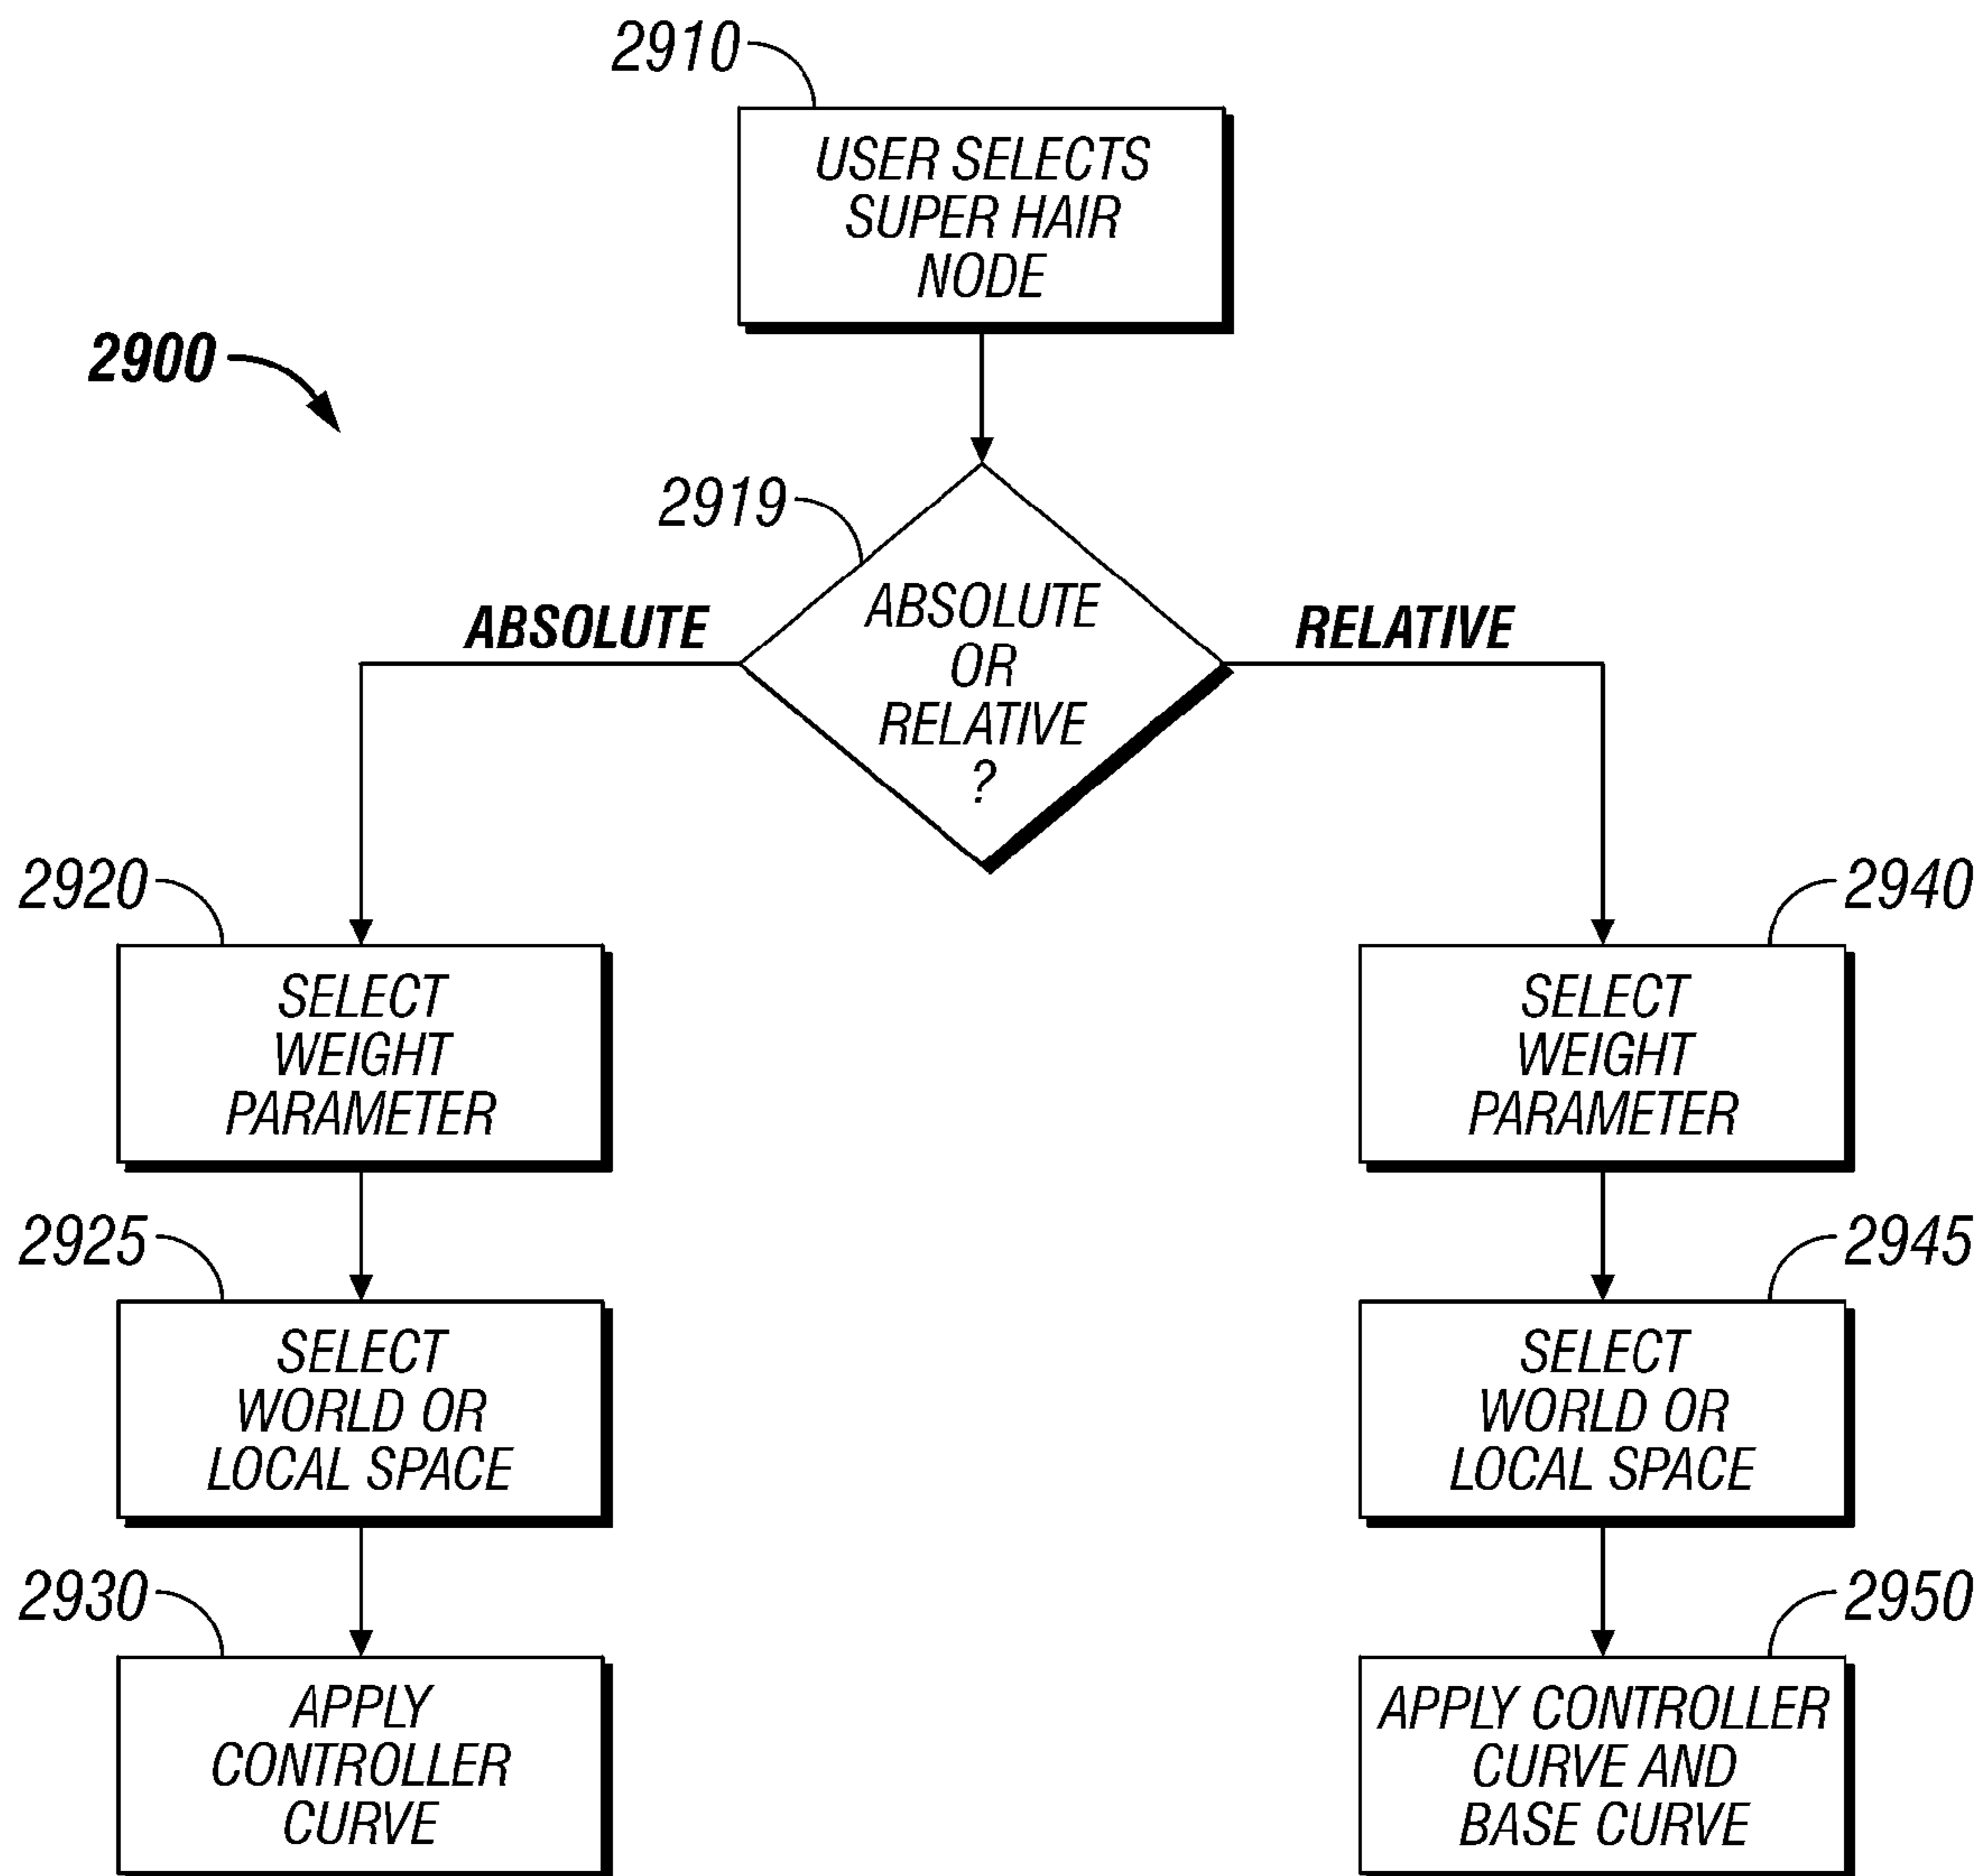 2910
USER SELECTS
SUPER HAIR
NODE
2900
2919
ABSOLUTE
OR
RELATIVE
?
ABSOLUTE
RELATIVE
2920
SELECT
WEIGHT
PARAMETER
2940
SELECT
WEIGHT
PARAMETER
2925
SELECT
WORLD OR
LOCAL SPACE
2945
SELECT
WORLD OR
LOCAL SPACE
2930
APPLY
CONTROLLER
CURVE
2950
APPLY CONTROLLER
CURVE AND
BASE CURVE